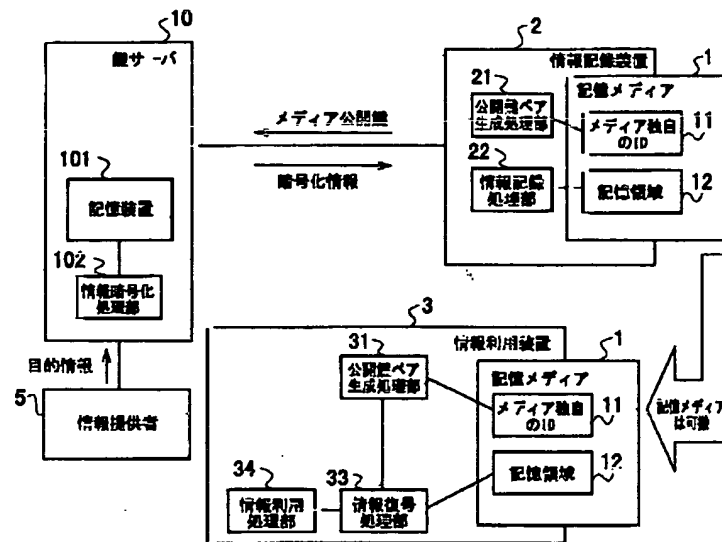 10
鍵サーバ
101
記憶装置
102
情報暗号化
処理部
目的情報
5
情報提供者
メディア公開鍵
暗号化情報
2
情報記録装置
21
公開鍵ペア
生成処理部
22
情報記録
処理部
1
記憶メディア
メディア独自
のID
11
記憶領域
12
3
情報利用装置
31
公開鍵ペア
生成処理部
34
情報利用
処理部
33
情報復号
処理部
1
記憶メディア
メディア独自
のID
11
記憶領域
12
記憶メディア
は可搬